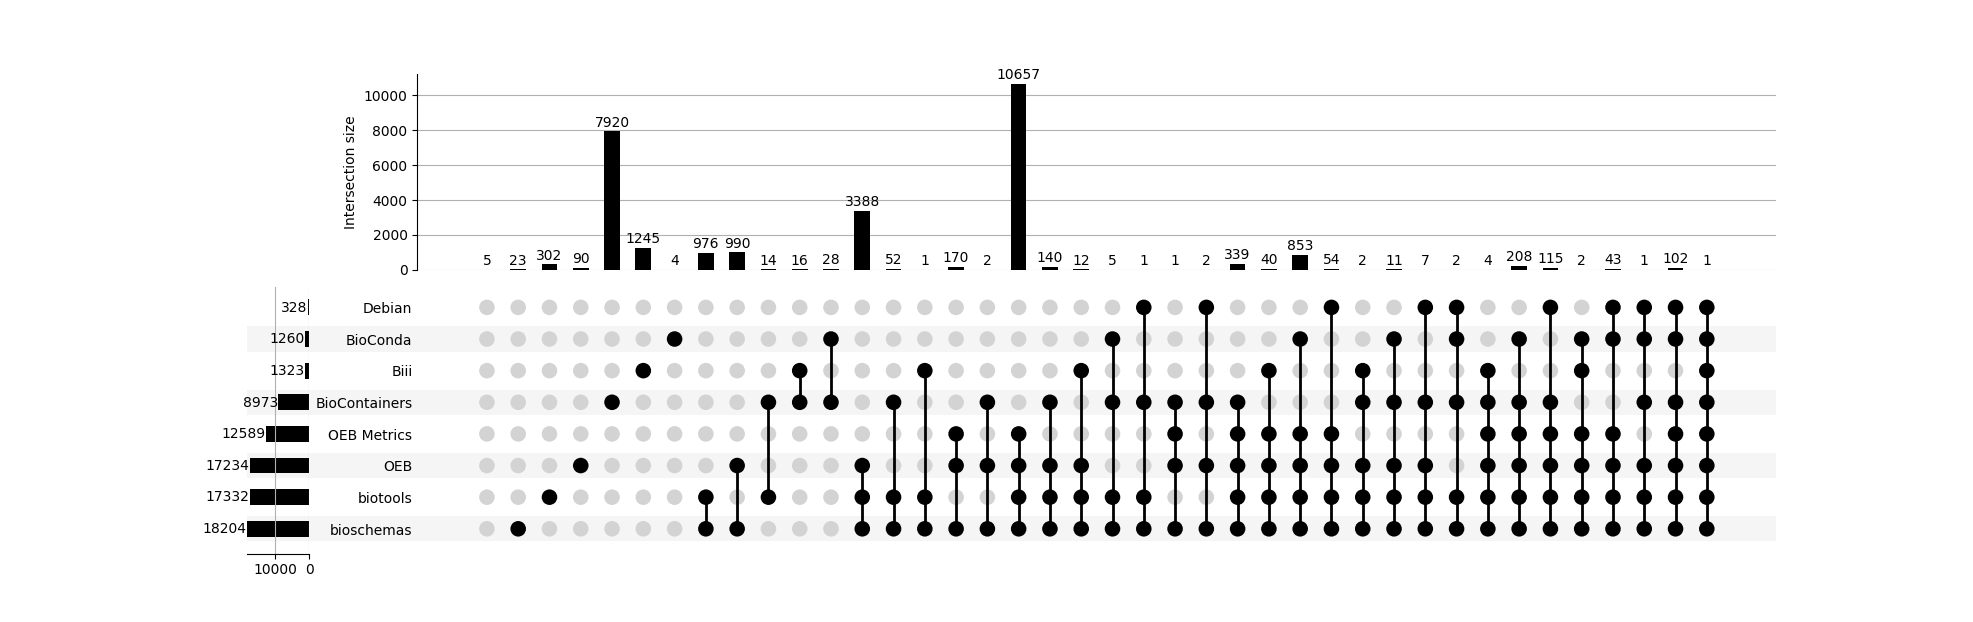 10657
10000
8000
6000
4000
2000
0
Intersection size
7920
3388
1245
5 23 302 90 4 976 990 14 16 28 52 1 170 2 140 12 5 1 1 2 339 40 853 54 2 11 7 2 4 208 115 2 43 1 102 1
328 Debian
1260 BioConda
1323 Biii
8973 BioContainers
12589 OEB Metrics
17234 OEB
17332 biotools
18204 bioschemas
10000 0